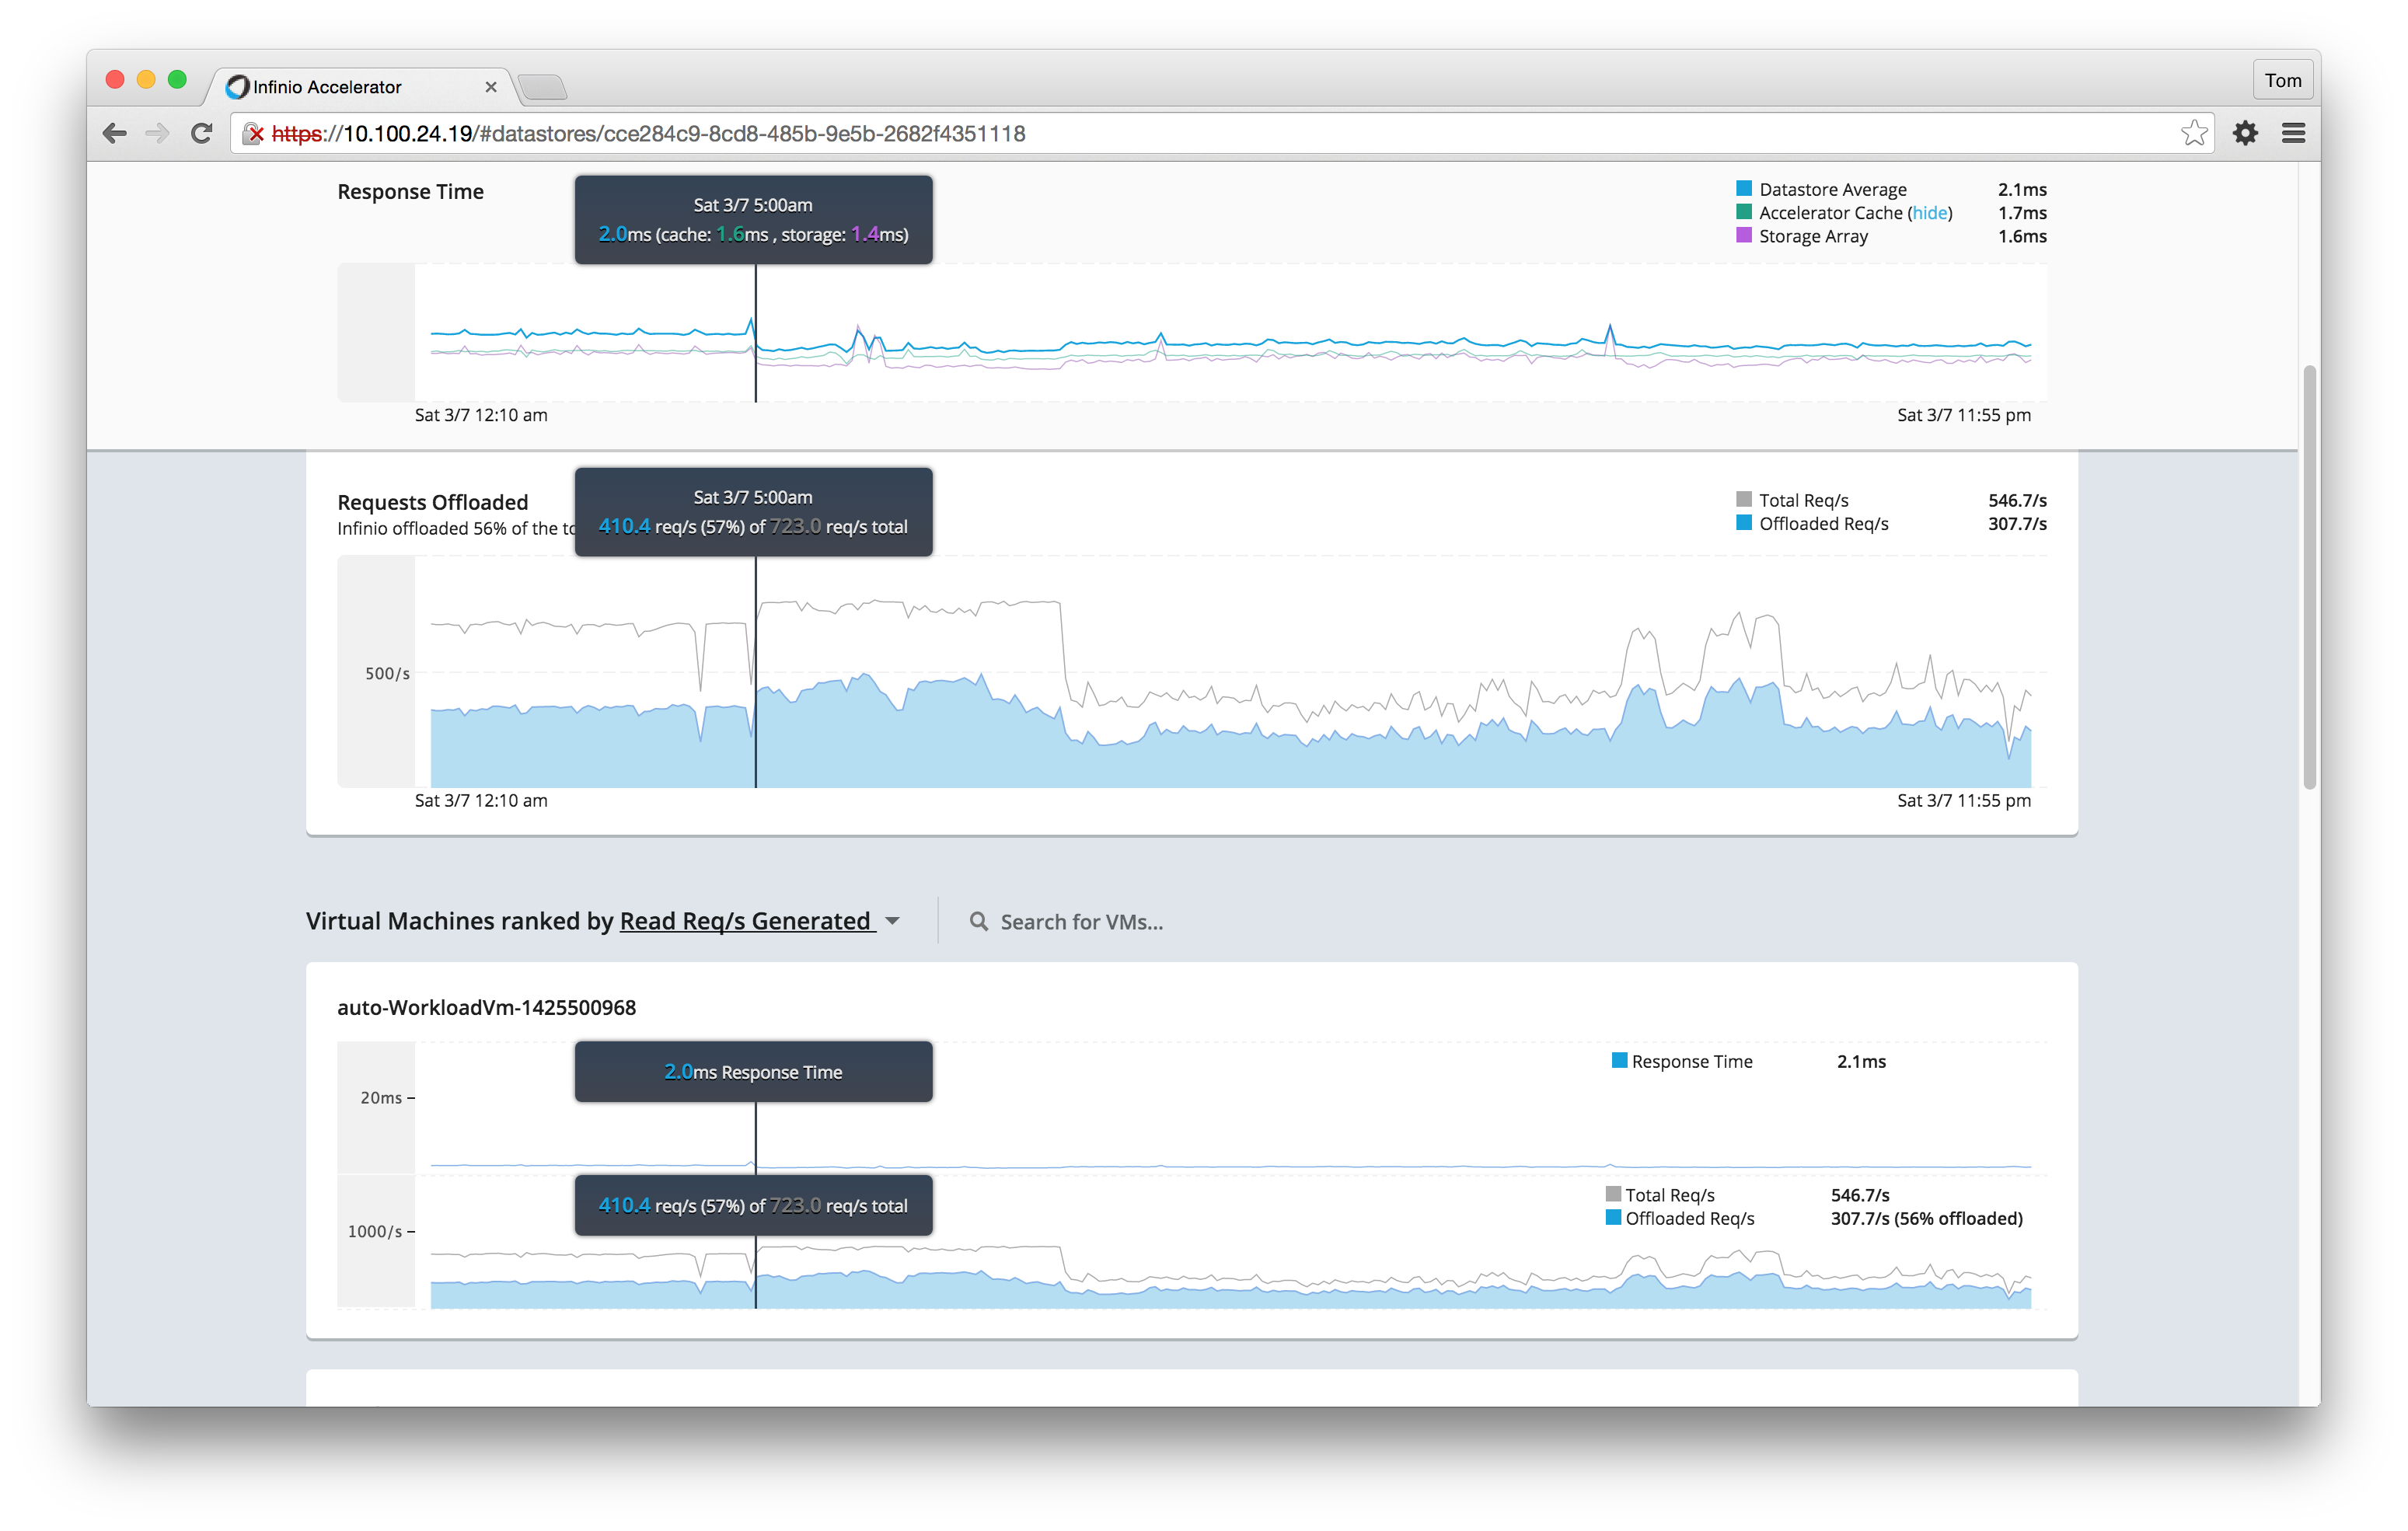 Infinio Accelerator
Tom
https://10.100.24.19/#datastores/cce284c9-8cd8-485b-9e5b-2682f4351118
Response Time
Sat 3/7 5:00am
2.0ms (cache: 1.6ms , storage: 1.4ms)
Datastore Average 2.1ms
Accelerator Cache (hide) 1.7ms
Storage Array 1.6ms
Sat 3/7 12:10 am
Sat 3/7 11:55 pm
Requests Offloaded
Infinio offloaded 56% of the
Sat 3/7 5:00am
410.4 req/s (57%) of 723.0 req/s total
Total Req/s 546.7/s
Offloaded Req/s 307.7/s
500/s
Sat 3/7 12:10 am
Sat 3/7 11:55 pm
Virtual Machines ranked by Read Req/s Generated
Search for VMs...
auto-WorkloadVm-1425500968
2.0ms Response Time
Response Time 2.1ms
20ms
410.4 req/s (57%) of 723.0 req/s total
Total Req/s 546.7/s
Offloaded Req/s 307.7/s (56% offloaded)
1000/s